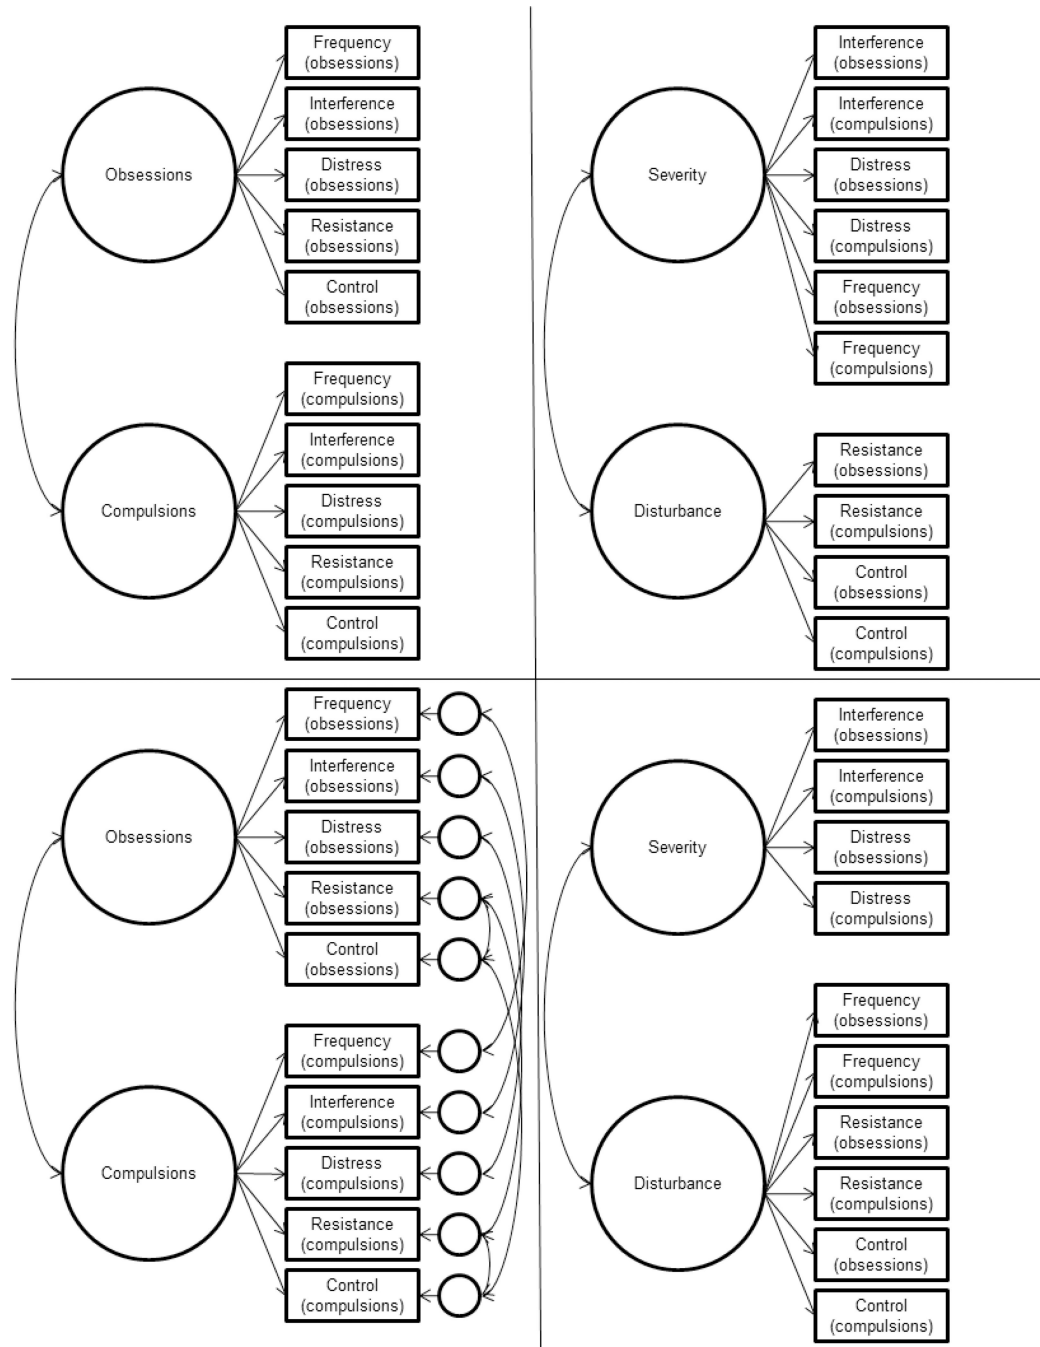 Frequency
(obsessions)
Interference
(obsessions)
Obsessions
Distress
(obsessions)
Resistance
(obsessions)
Control
(obsessions)
Frequency
(compulsions)
Interference
(compulsions)
Compulsions
Distress
(compulsions)
Resistance
(compulsions)
Control
(compulsions)
Interference
(obsessions)
Interference
(compulsions)
Severity
Distress
(obsessions)
Distress
(compulsions)
Frequency
(obsessions)
Frequency
(compulsions)
Resistance
(obsessions)
Disturbance
Resistance
(compulsions)
Control
(obsessions)
Control
(compulsions)
Frequency
(obsessions)
Interference
(obsessions)
Obsessions
Distress
(obsessions)
Resistance
(obsessions)
Control
(obsessions)
Frequency
(compulsions)
Interference
(compulsions)
Compulsions
Distress
(compulsions)
Resistance
(compulsions)
Control
(compulsions)
Interference
(obsessions)
Interference
(compulsions)
Severity
Distress
(obsessions)
Distress
(compulsions)
Frequency
(obsessions)
Frequency
(compulsions)
Resistance
(obsessions)
Disturbance
Resistance
(compulsions)
Control
(obsessions)
Control
(compulsions)